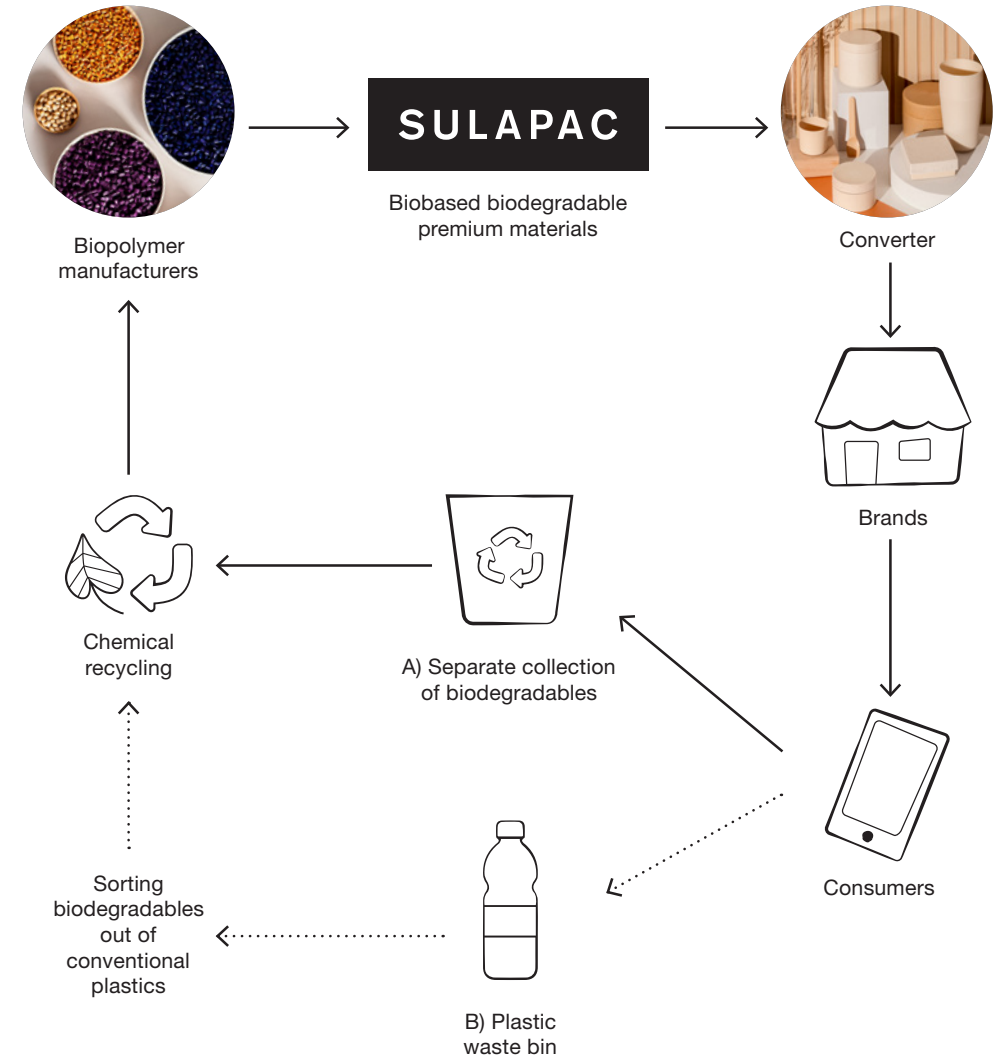 SULAPAC
Biobased biodegradable
premium materials
Biopolymer
manufacturers
Converter
Brands
Chemical
recycling
A) Separate collection
of biodegradables
Consumers
Sorting
biodegradables
out of
conventional
plastics
B) Plastic
waste bin